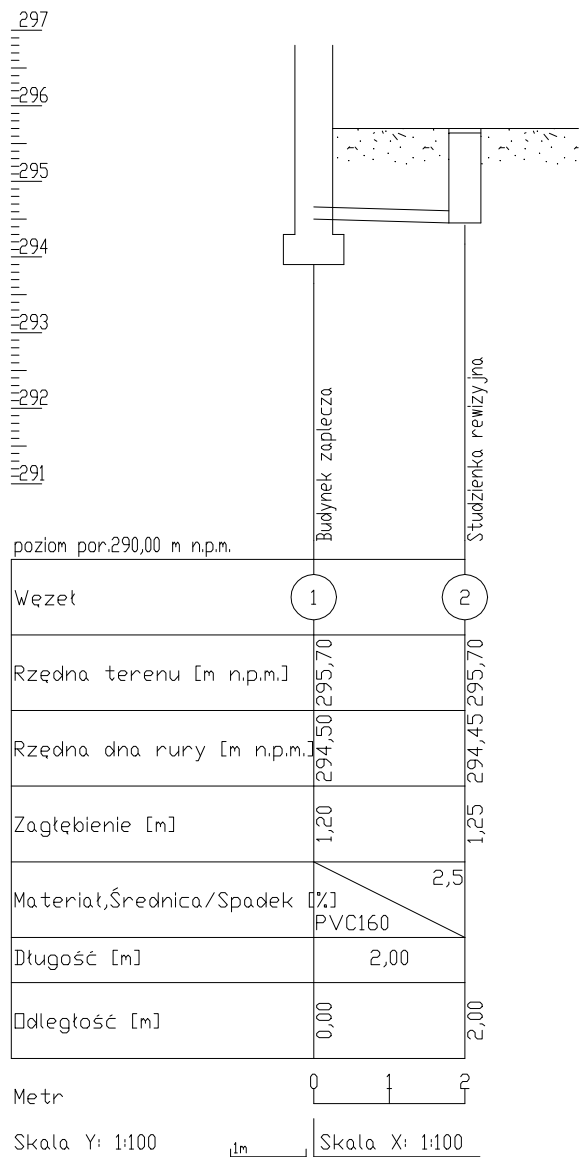 297
296
295
294
293
292
291
Budynek zaplecza
Studzienka rewizyjna
poziom por.290,00 m n.p.m.
Węzeł 1 2
Rzędna terenu [m n.p.m.] 295,70 295,70
Rzędna dna rury [m n.p.m.] 294,50 294,45
Zagłębienie [m] 1,20 1,25
Materiał,Średnica/Spadek [%] PVC160 2,5
Długość [m] 2,00
Odległość [m] 0,00 2,00
Metr 0 1 2
Skala Y: 1:100 1m Skala X: 1:100